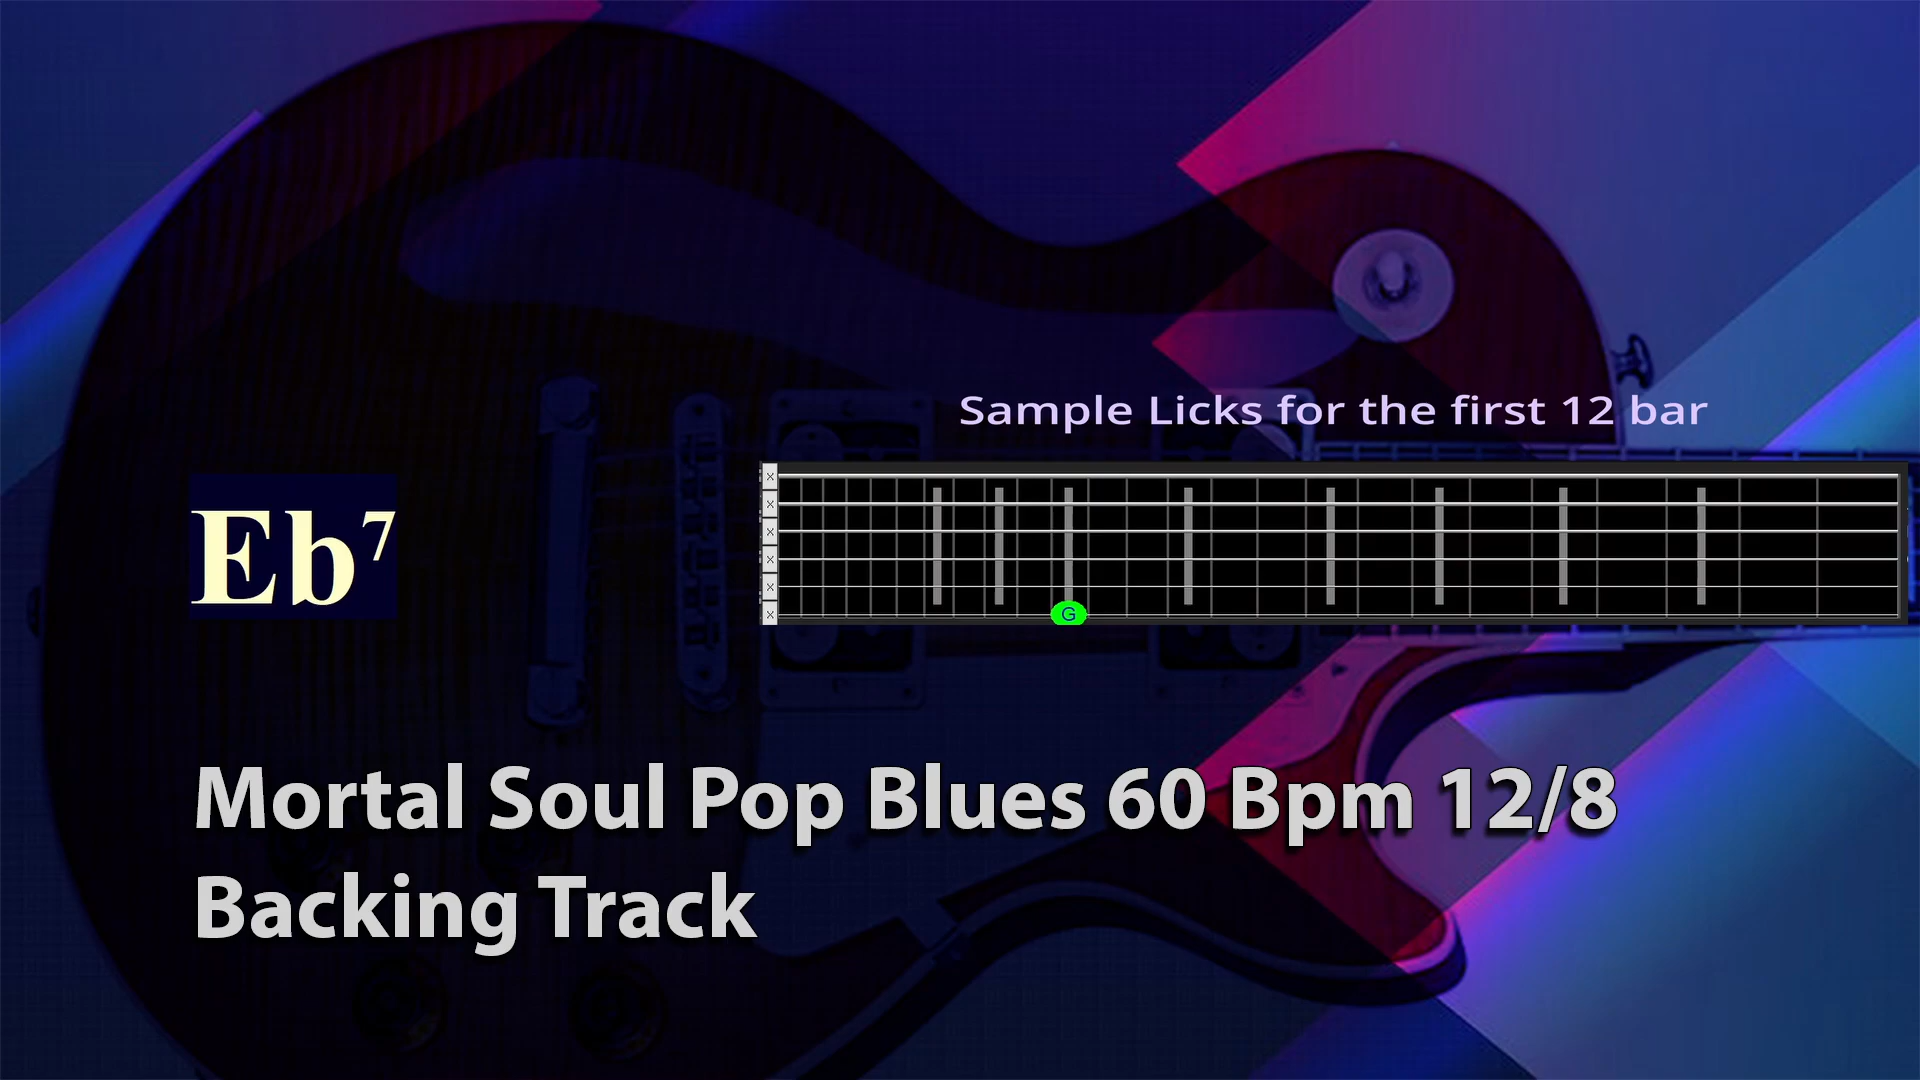 Sample Licks for the first 12 bar
Eb7
x
x
x
x
x
x
G
Mortal Soul Pop Blues 60 Bpm 12/8
Backing Track